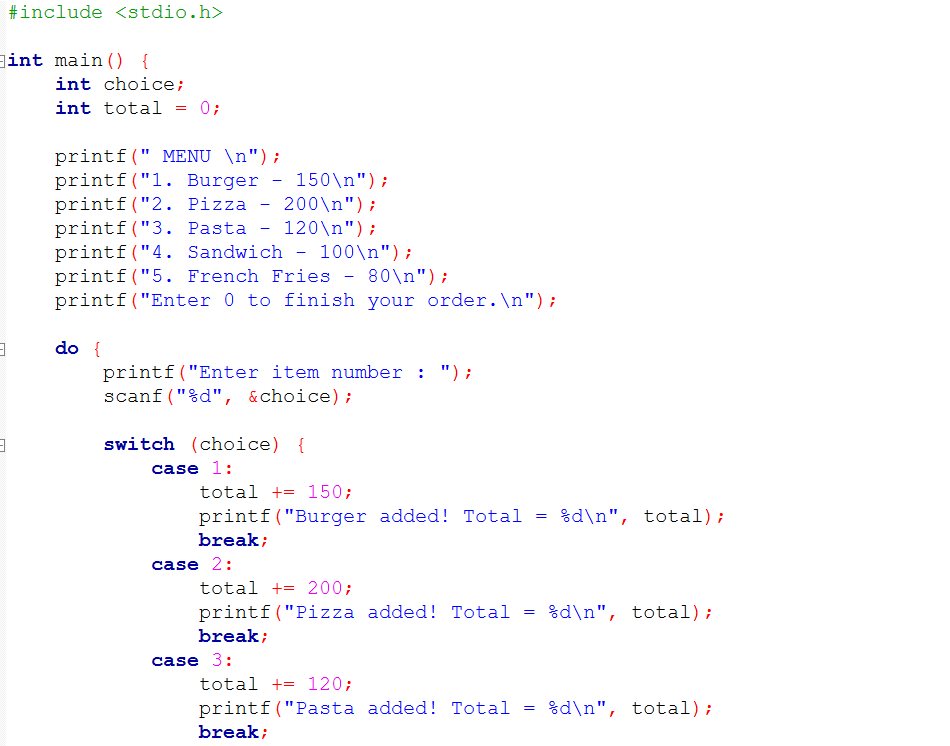 #include <stdio.h>
int main() {
    int choice;
    int total = 0;
    printf(" MENU \n");
    printf("1. Burger - 150\n");
    printf("2. Pizza - 200\n");
    printf("3. Pasta - 120\n");
    printf("4. Sandwich - 100\n");
    printf("5. French Fries - 80\n");
    printf("Enter 0 to finish your order.\n");
    do {
        printf("Enter item number : ");
        scanf("%d", &choice);
        switch (choice) {
            case 1:
                total += 150;
                printf("Burger added! Total = %d\n", total);
                break;
            case 2:
                total += 200;
                printf("Pizza added! Total = %d\n", total);
                break;
            case 3:
                total += 120;
                printf("Pasta added! Total = %d\n", total);
                break;